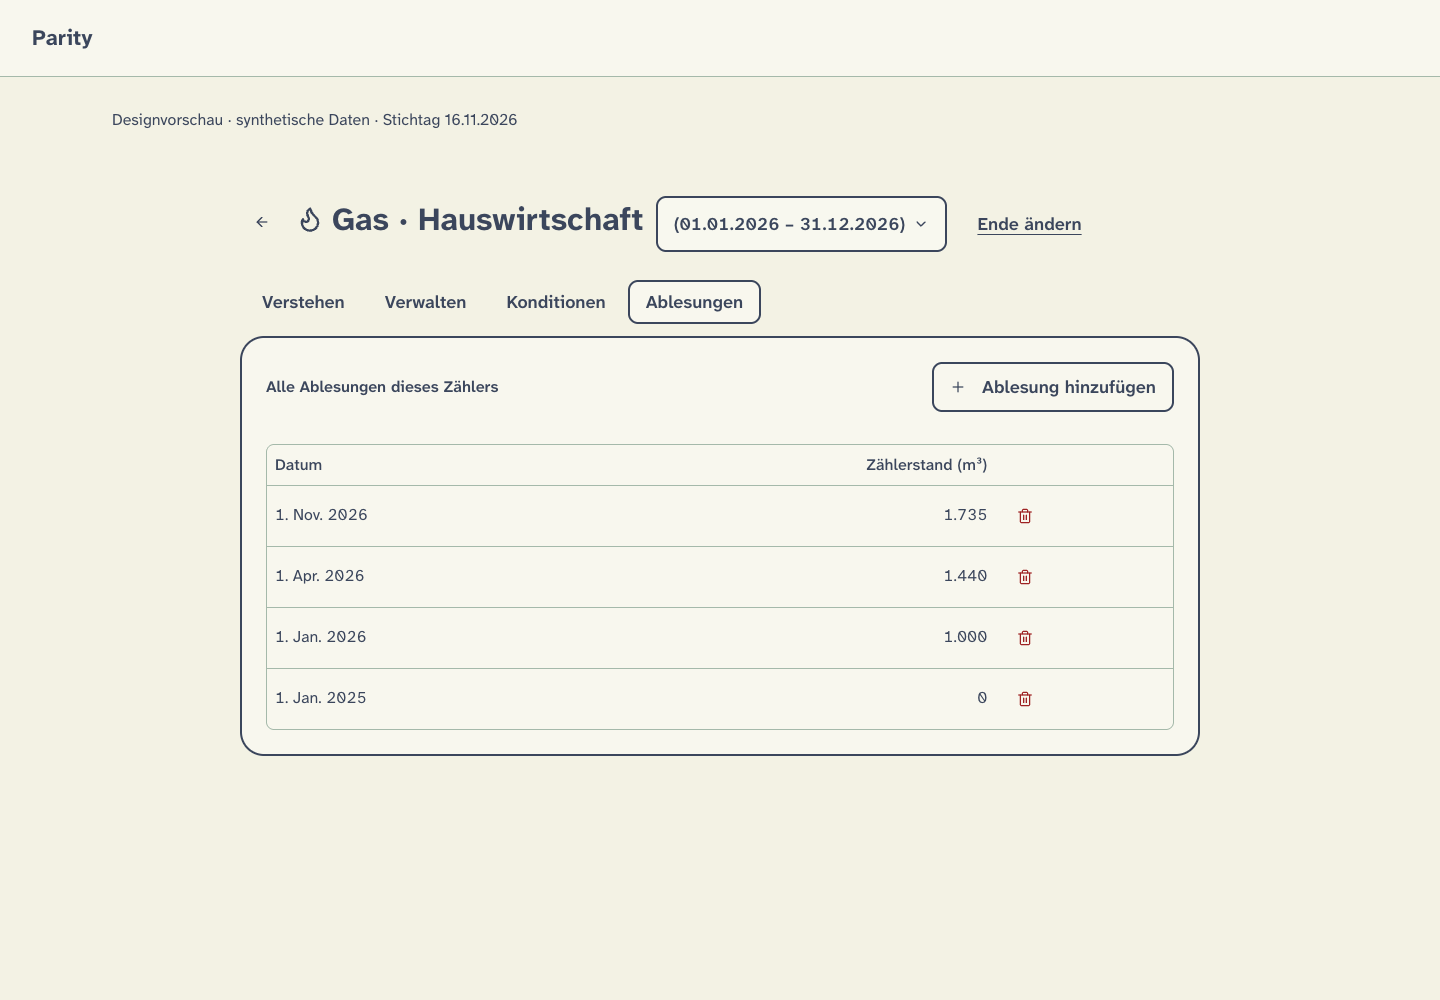 Parity
Designvorschau · synthetische Daten · Stichtag 16.11.2026
Gas · Hauswirtschaft (01.01.2026 – 31.12.2026) Ende ändern
Verstehen Verwalten Konditionen Ablesungen
Alle Ablesungen dieses Zählers Ablesung hinzufügen
Datum Zählerstand (m³)
1. Nov. 2026 1.735
1. Apr. 2026 1.440
1. Jan. 2026 1.000
1. Jan. 2025 0